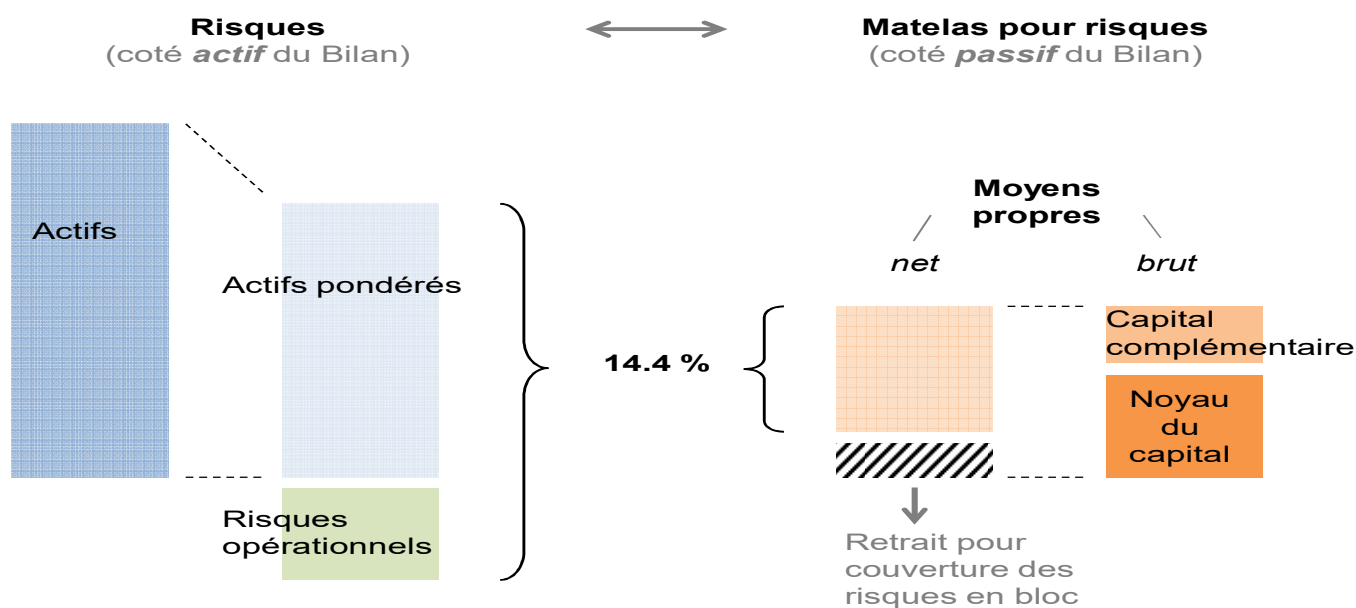 Risques
(coté actif du Bilan)
Matelas pour risques
(coté passif du Bilan)
Actifs
Actifs pondérés
Risques
opérationnels
14.4 %
Moyens
propres
net
brut
Capital
complémentaire
Noyau
du
capital
Retrait pour
couverture des
risques en bloc